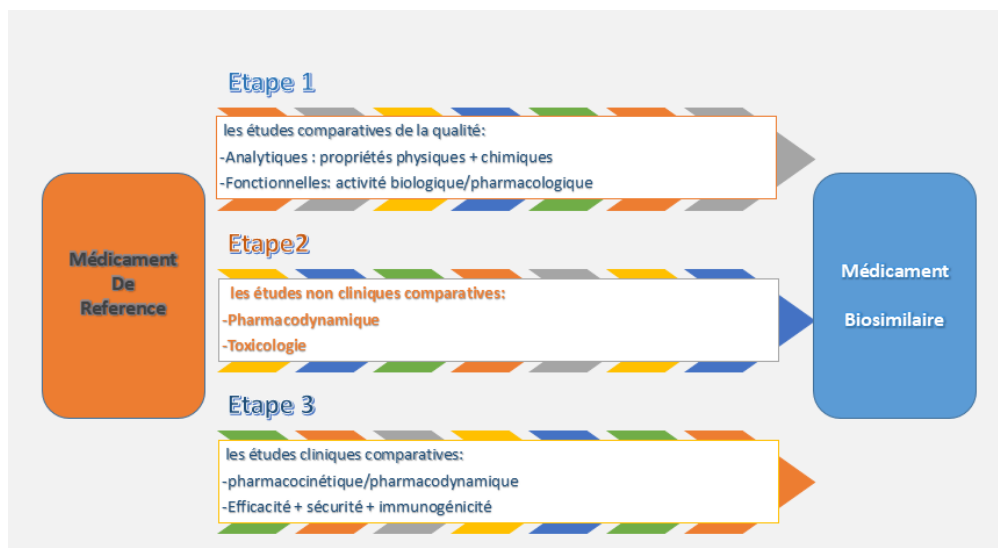 Etape 1
les études comparatives de la qualité:
-Analytiques : propriétés physiques + chimiques
-Fonctionnelles: activité biologique/pharmacologique
Médicament
De
Reference
Etape2
les études non cliniques comparatives:
-Pharmacodynamique
-Toxicologie
Médicament
Biosimilaire
Etape 3
les études cliniques comparatives:
-pharmacocinétique/pharmacodynamique
-Efficacité + sécurité + immunogénicité